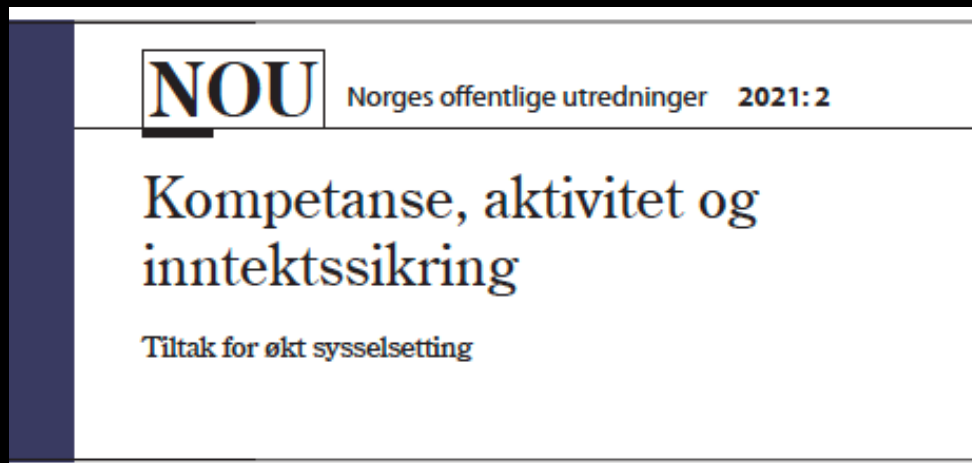 NOU Norges offentlige utredninger 2021: 2
Kompetanse, aktivitet og
inntektssikring
Tiltak for økt sysselsetting